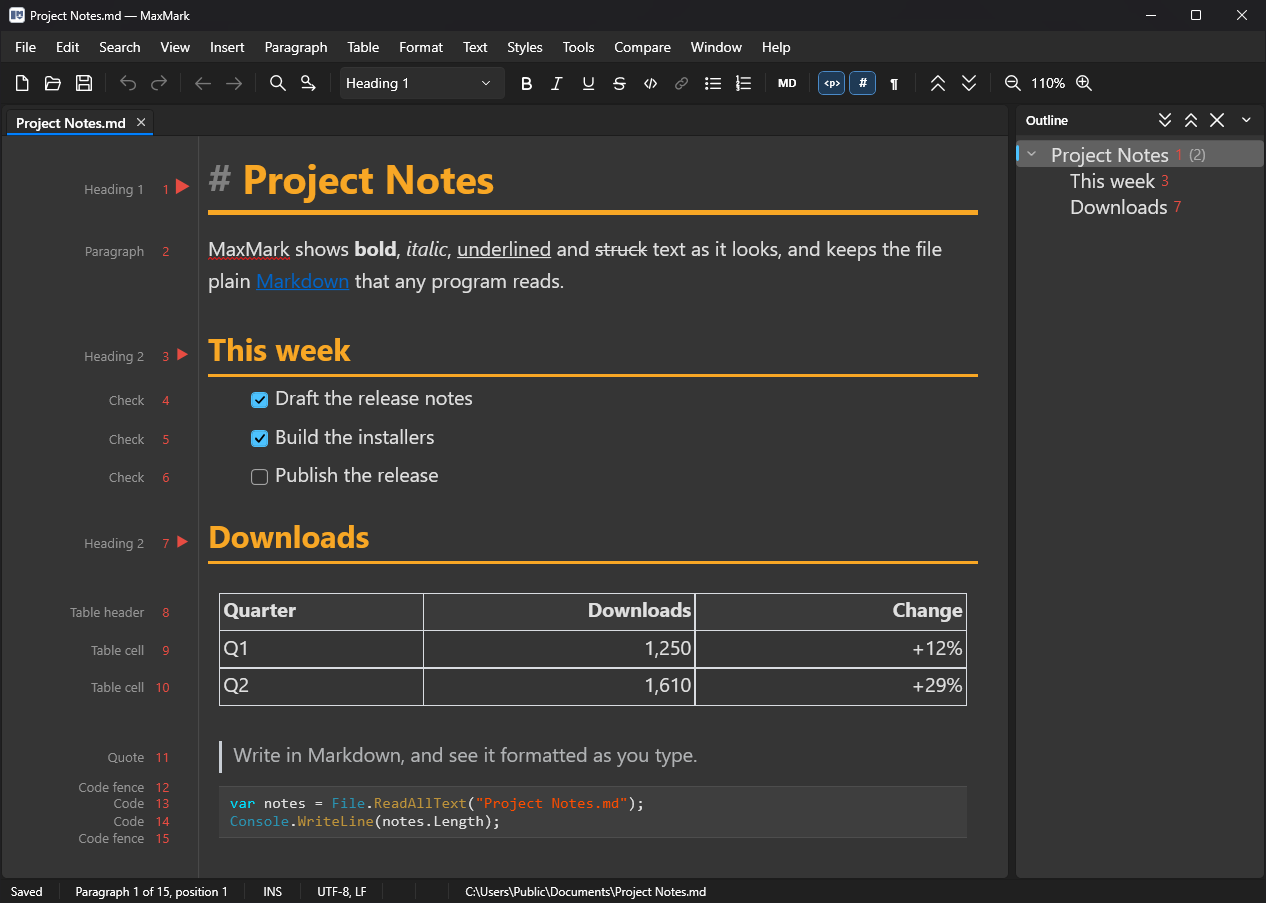 Project Notes.md — MaxMark
File Edit Search View Insert Paragraph Table Format Text Styles Tools Compare Window Help
Heading 1 B I U S </> MD <p> # ¶ 110%
Project Notes.md
Outline
Heading 1 1 # Project Notes
Paragraph 2 MaxMark shows bold, italic, underlined and struck text as it looks, and keeps the file
plain Markdown that any program reads.
Heading 2 3 This week
Check 4 Draft the release notes
Check 5 Build the installers
Check 6 Publish the release
Heading 2 7 Downloads
Table header 8 Quarter Downloads Change
Table cell 9 Q1 1,250 +12%
Table cell 10 Q2 1,610 +29%
Quote 11 Write in Markdown, and see it formatted as you type.
Code fence 12
Code 13 var notes = File.ReadAllText("Project Notes.md");
Code 14 Console.WriteLine(notes.Length);
Code fence 15
Project Notes 1 (2)
This week 3
Downloads 7
Saved Paragraph 1 of 15, position 1 INS UTF-8, LF C:\Users\Public\Documents\Project Notes.md